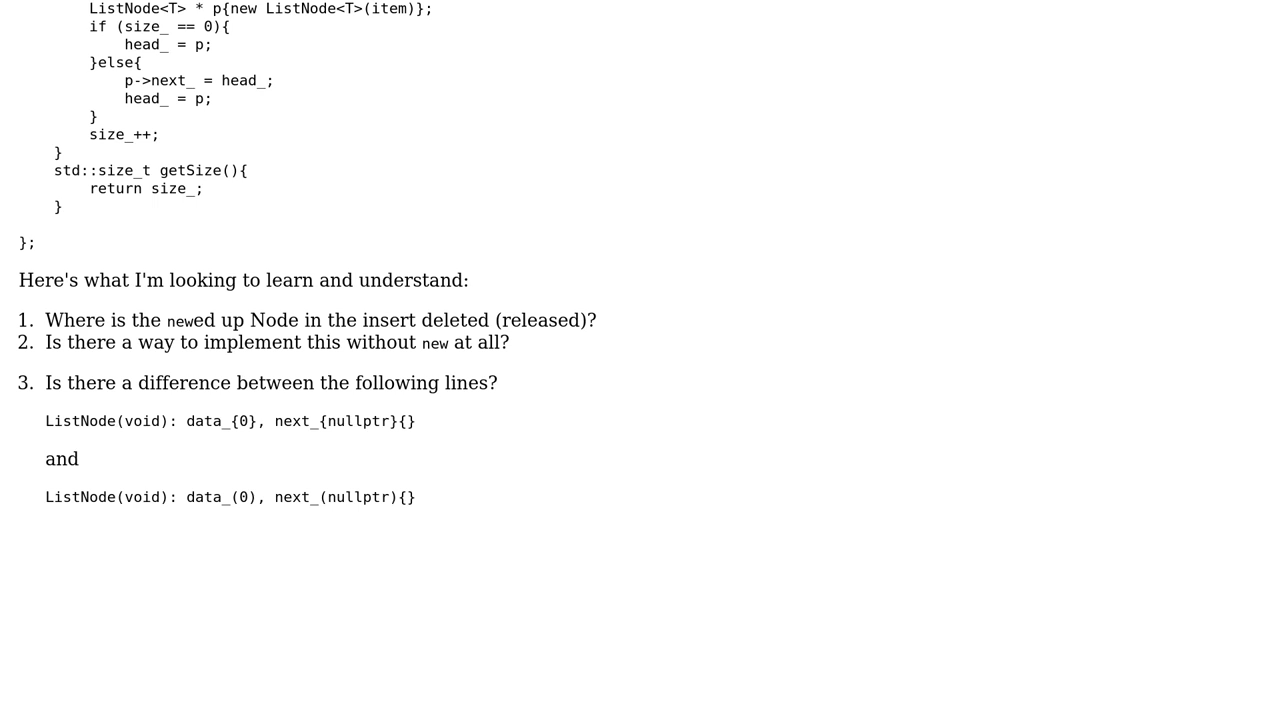 ListNode<T> * p{new ListNode<T>(item)};
if (size_ == 0){
head_ = p;
}else{
p->next_ = head_;
head_ = p;
}
size_++;
}
std::size_t getSize(){
return size_;
}
};
Here's what I'm looking to learn and understand:
1. Where is the newed up Node in the insert deleted (released)?
2. Is there a way to implement this without new at all?
3. Is there a difference between the following lines?
ListNode(void): data_{0}, next_{nullptr}{}
and
ListNode(void): data_(0), next_(nullptr){}